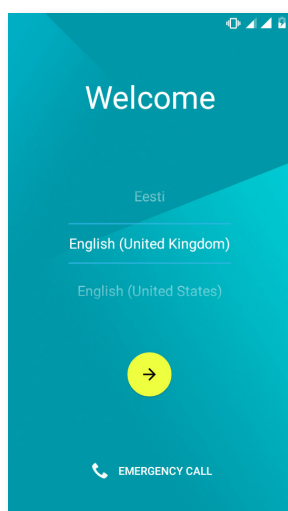 Welcome
Eesti
English (United Kingdom)
English (United States)
EMERGENCY CALL